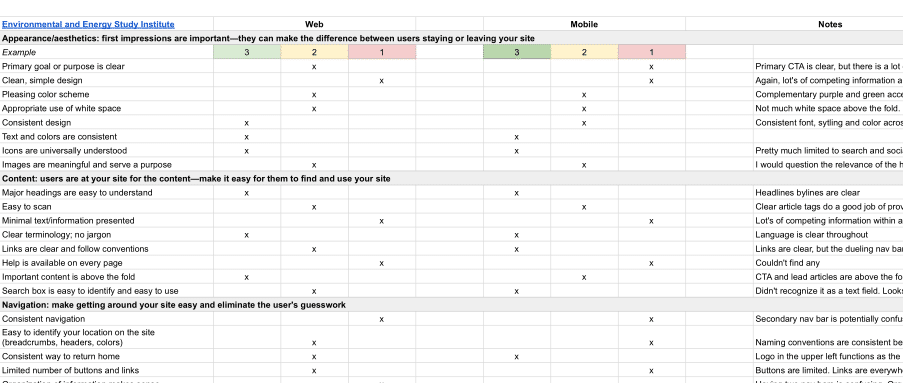 Environmental and Energy Study Institute Web Mobile Notes
Appearance/aesthetics: first impressions are important—they can make the difference between users staying or leaving your site
Example 3 2 1 3 2 1
Primary goal or purpose is clear x x Primary CTA is clear, but there is a lot
Clean, simple design x x Again, lot's of competing information a
Pleasing color scheme x x Complementary purple and green acce
Appropriate use of white space x x Not much white space above the fold.
Consistent design x x Consistent font, sytling and color acros
Text and colors are consistent x x
Icons are universally understood x x Pretty much limited to search and soci
Images are meaningful and serve a purpose x x I would question the relevance of the h
Content: users are at your site for the content—make it easy for them to find and use your site
Major headings are easy to understand x x Headlines bylines are clear
Easy to scan x x Clear article tags do a good job of prov
Minimal text/information presented x x Lot's of competing information within a
Clear terminology; no jargon x x Language is clear throughout
Links are clear and follow conventions x x Links are clear, but the dueling nav ba
Help is available on every page x x Couldn't find any
Important content is above the fold x x CTA and lead articles are above the fo
Search box is easy to identify and easy to use x x Didn't recognize it as a text field. Looks
Navigation: make getting around your site easy and eliminate the user's guesswork
Consistent navigation x x Secondary nav bar is potentially confus
Easy to identify your location on the site
(breadcrumbs, headers, colors) x x Naming conventions are consistent be
Consistent way to return home x x Logo in the upper left functions as the
Limited number of buttons and links x x Buttons are limited. Links are everywh